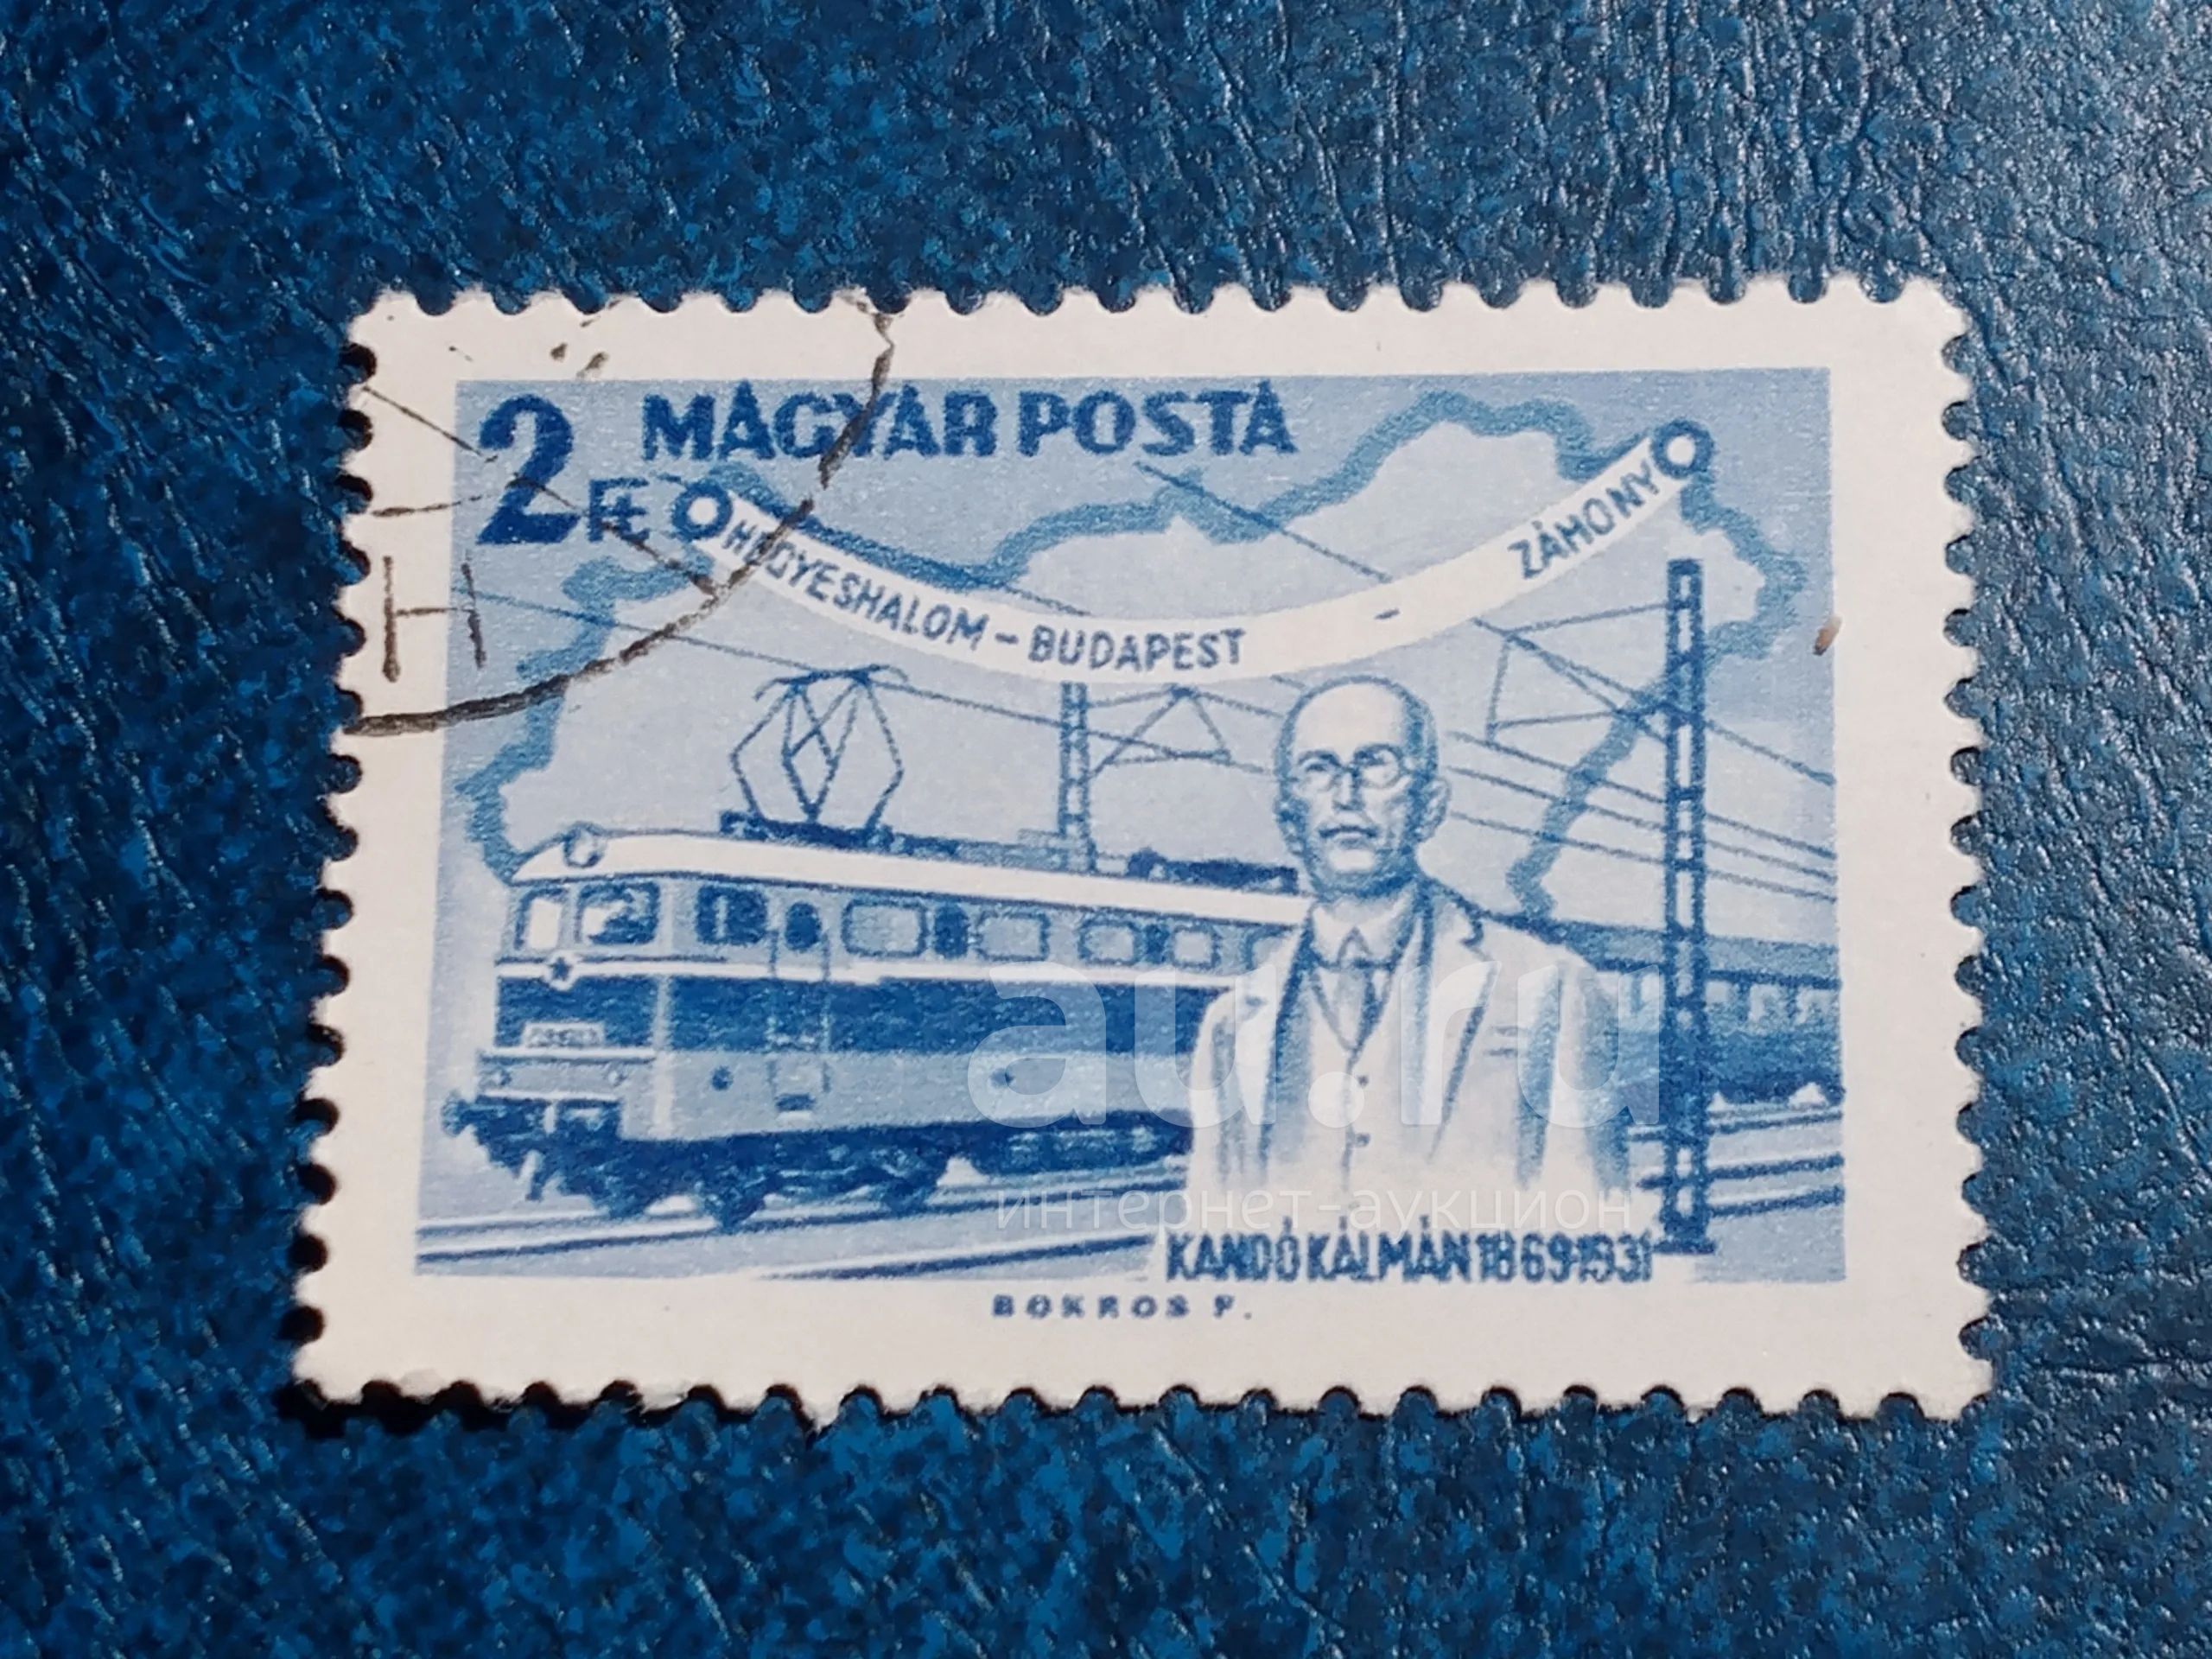 2 Ft MAGYAR POSTA
HEGYESHALOM - BUDAPEST - ZÁHONY
au.ru
интернет-аукцион
KANDÓ KÁLMÁN 1869-1931
BOKROS F.
H